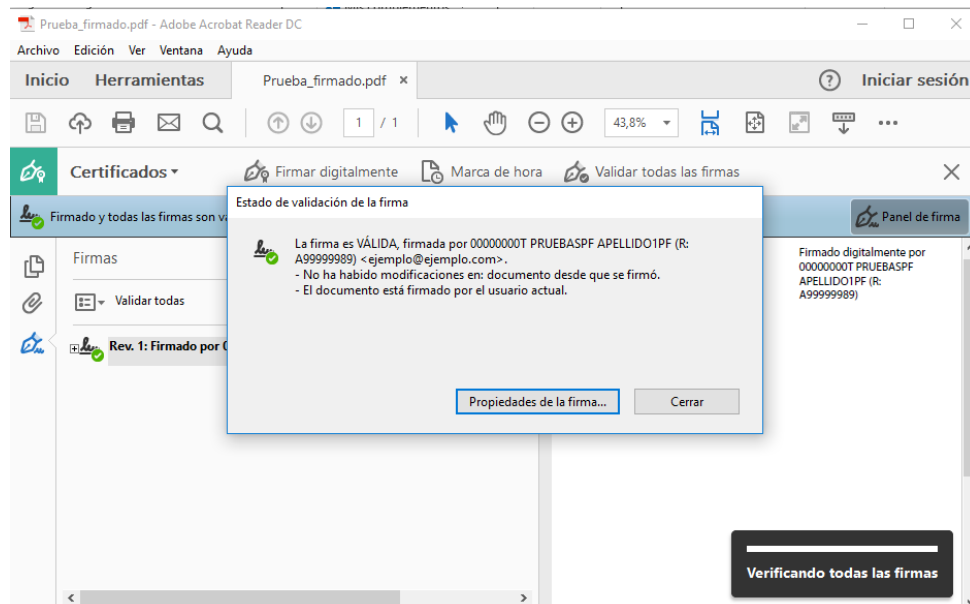 Prueba_firmado.pdf - Adobe Acrobat Reader DC
Archivo Edición Ver Ventana Ayuda
Inicio Herramientas Prueba_firmado.pdf × ? Iniciar sesión
1 / 1 43,8%
Certificados Firmar digitalmente Marca de hora Validar todas las firmas
Firmado y todas las firmas son Panel de firma
Estado de validación de la firma
La firma es VÁLIDA, firmada por 00000000T PRUEBASPF APELLIDO1PF (R:
A99999989) <ejemplo@ejemplo.com>.
- No ha habido modificaciones en: documento desde que se firmó.
- El documento está firmado por el usuario actual.
Propiedades de la firma... Cerrar
Firmas
Validar todas
Rev. 1: Firmado por
Firmado digitalmente por
00000000T PRUEBASPF
APELLIDO1PF (R:
A99999989)
Verificando todas las firmas